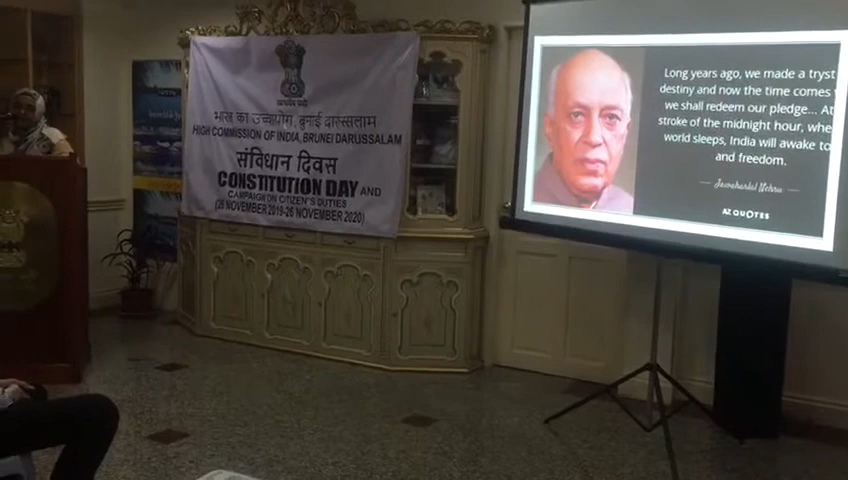 भारत का उच्चायोग, ब्रुनेई दारुस्सलाम
HIGH COMMISSION OF INDIA, BRUNEI DARUSSALAM
संविधान दिवस
CONSTITUTION DAY AND
CAMPAIGN ON CITIZEN'S DUTIES
(26 NOVEMBER 2019-26 NOVEMBER 2020)
Long years ago, we made a tryst
destiny and now the time comes
we shall redeem our pledge... At
stroke of the midnight hour, whe
world sleeps, India will awake to
and freedom.
Jawaharlal Nehru
AZ QUOTES